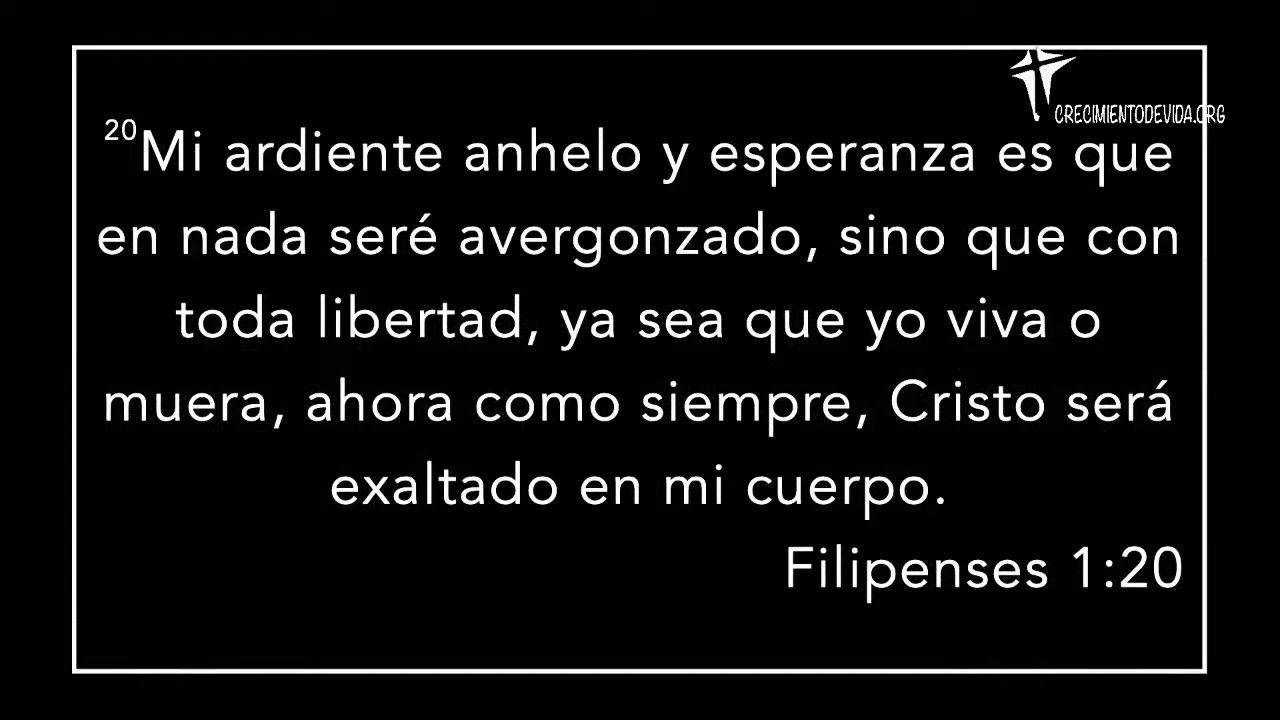 CRECIMIENTODEVIDA.ORG
20Mi ardiente anhelo y esperanza es que
en nada seré avergonzado, sino que con
toda libertad, ya sea que yo viva o
muera, ahora como siempre, Cristo será
exaltado en mi cuerpo.
Filipenses 1:20